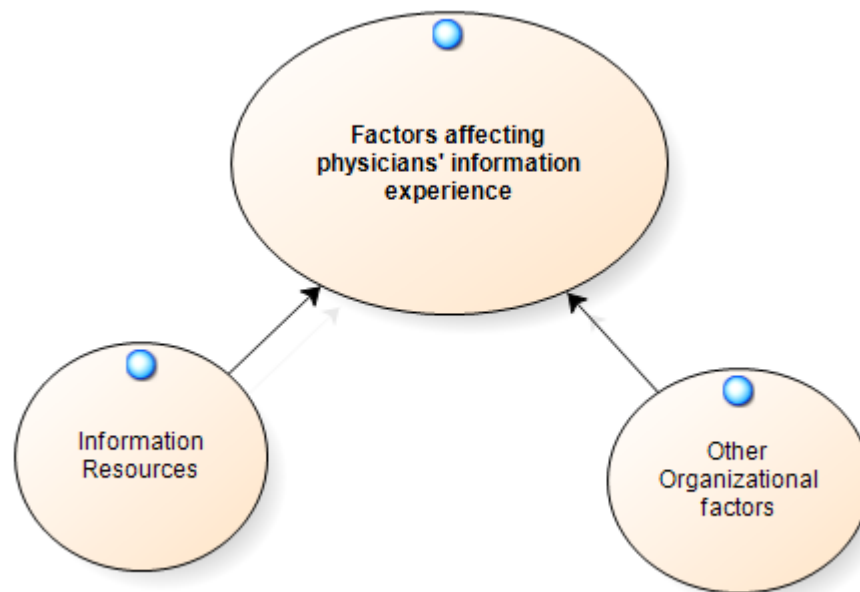 Factors affecting
physicians' information
experience
Information
Resources
Other
Organizational
factors